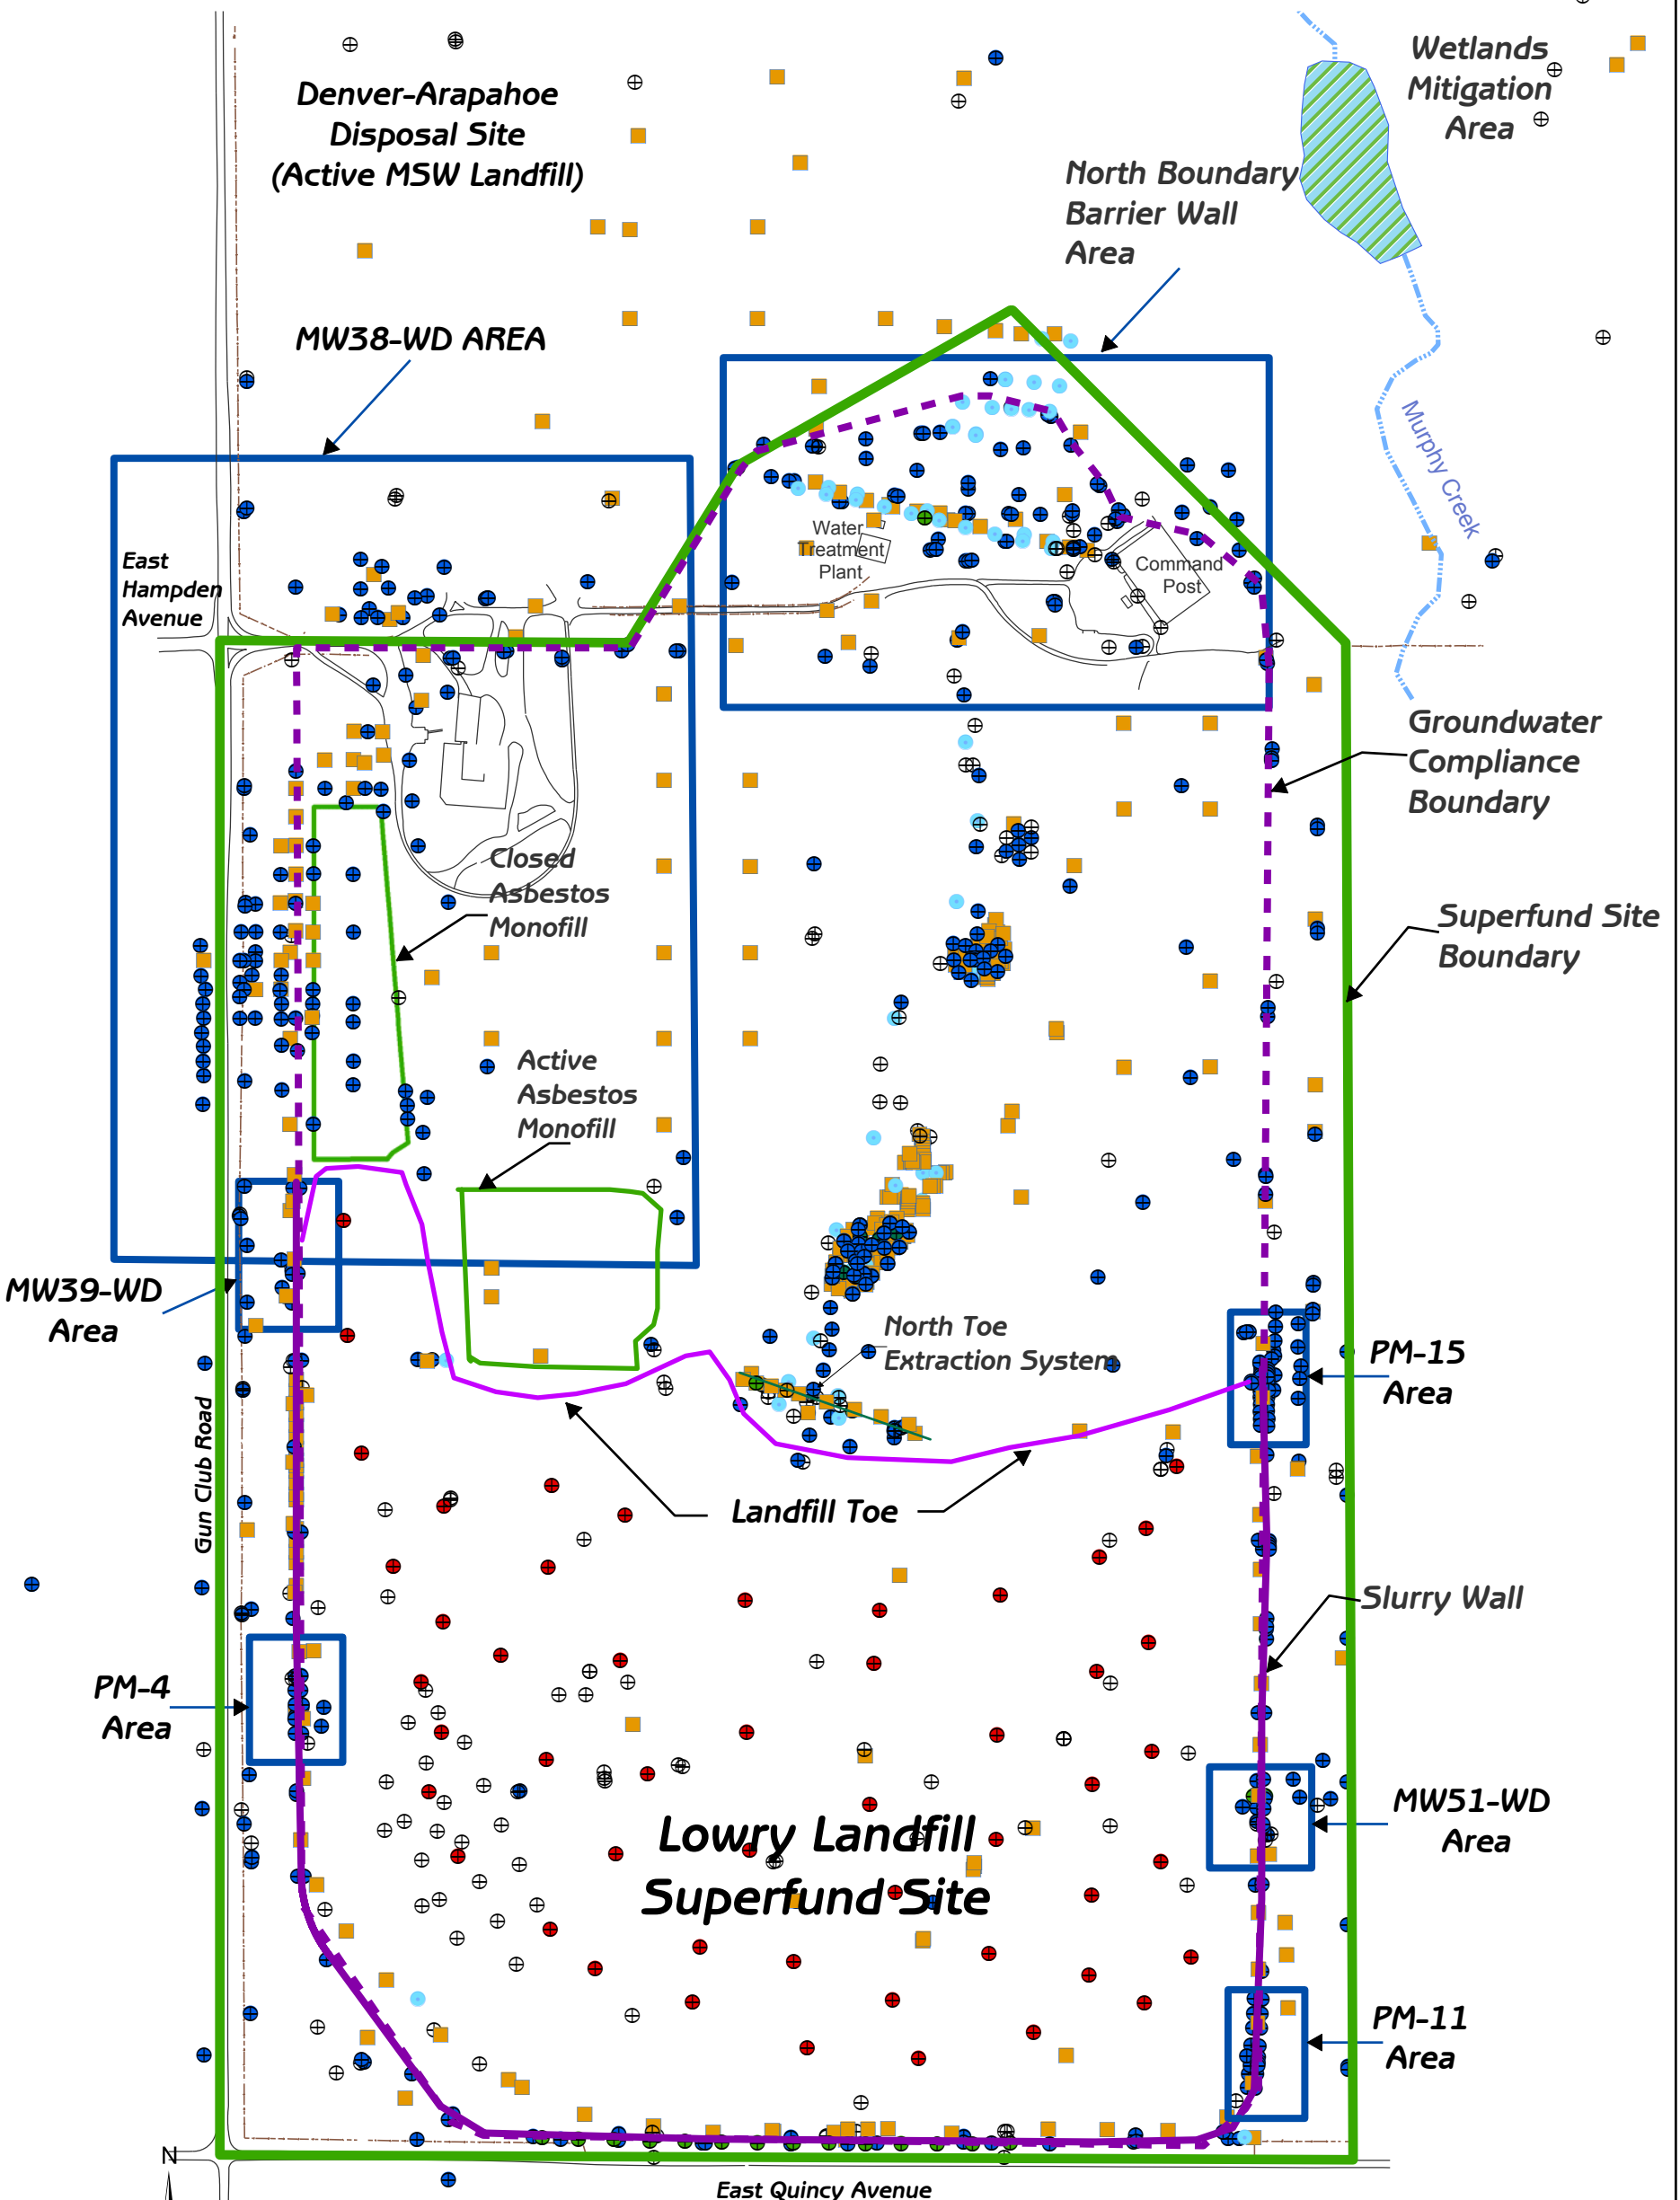 Wetlands
Mitigation
Area
Denver-Arapahoe
Disposal Site
(Active MSW Landfill)
North Boundary
Barrier Wall
Area
MW38-WD AREA
Murphy Creek
East
Hampden
Avenue
Water
Treatment
Plant
Command
Post
Groundwater
Compliance
Boundary
Closed
Asbestos
Monofill
Superfund Site
Boundary
Active
Asbestos
Monofill
MW39-WD
Area
North Toe
Extraction System
PM-15
Area
Gun Club Road
Landfill Toe
Slurry Wall
PM-4
Area
MW51-WD
Area
Lowry Landfill
Superfund Site
PM-11
Area
N
East Quincy Avenue